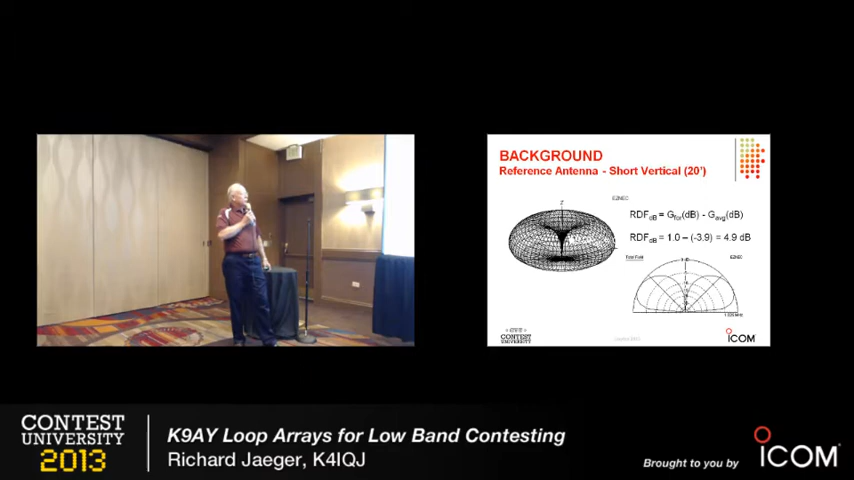 BACKGROUND
Reference Antenna - Short Vertical (20')
EZNEC
RDFdB = Gfor(dB) - Gavg(dB)
RDFdB = 1.0 – (-3.9) = 4.9 dB
Total Field
EZNEC
CONTEST
UNIVERSITY
ICOM
CONTEST
UNIVERSITY
2013
K9AY Loop Arrays for Low Band Contesting
Richard Jaeger, K4IQJ
Brought to you by
ICOM